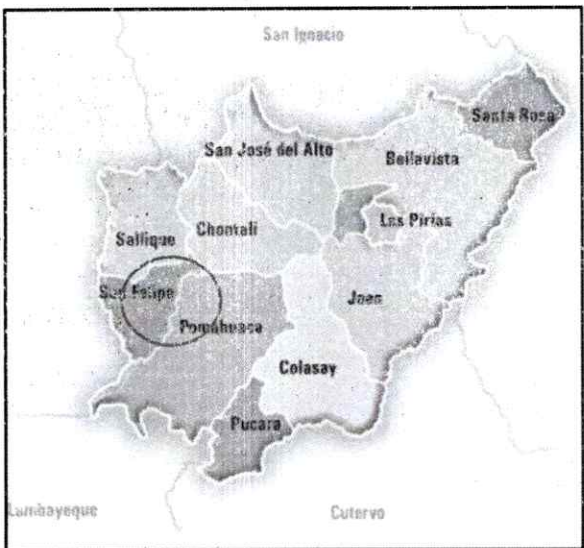 San Ignacio
Santa Rosa
San José del Alto
Bellavista
Chontali
Las Pirias
Sallique
San Felipe
Jaen
Pomahuaca
Colasay
Pucara
Lambayeque
Cutervo